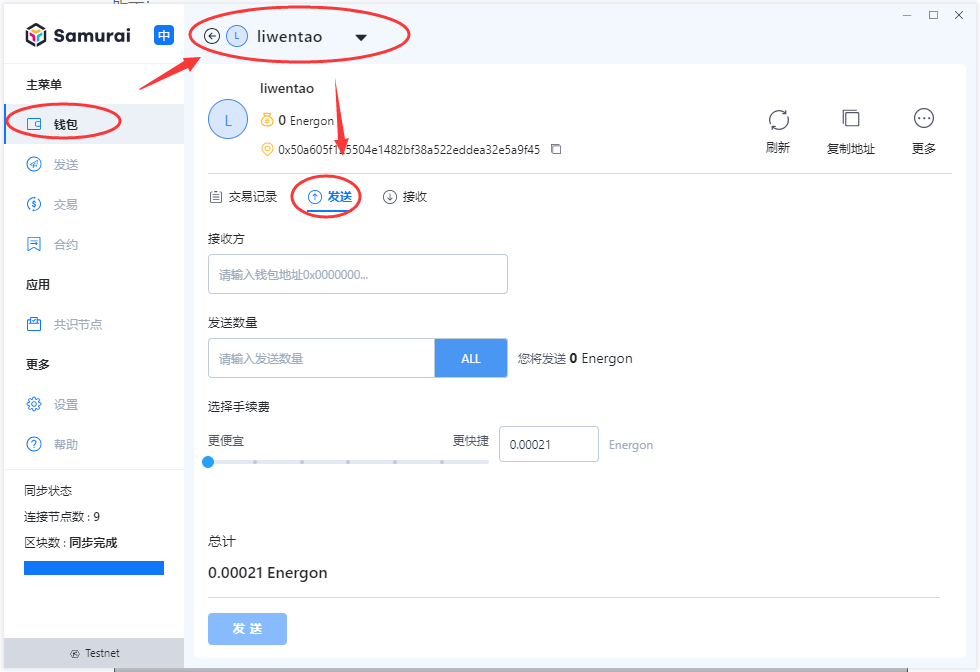 Samurai
中
L
liwentao
主菜单
钱包
发送
交易
合约
应用
共识节点
更多
设置
帮助
同步状态
连接节点数 : 9
区块数 : 同步完成
Testnet
L
liwentao
0 Energon
刷新
复制地址
更多
交易记录
发送
接收
接收方
请输入钱包地址0x0000000...
发送数量
请输入发送数量
ALL
您将发送 0 Energon
选择手续费
更便宜
更快捷
0.00021
Energon
总计
0.00021 Energon
发 送